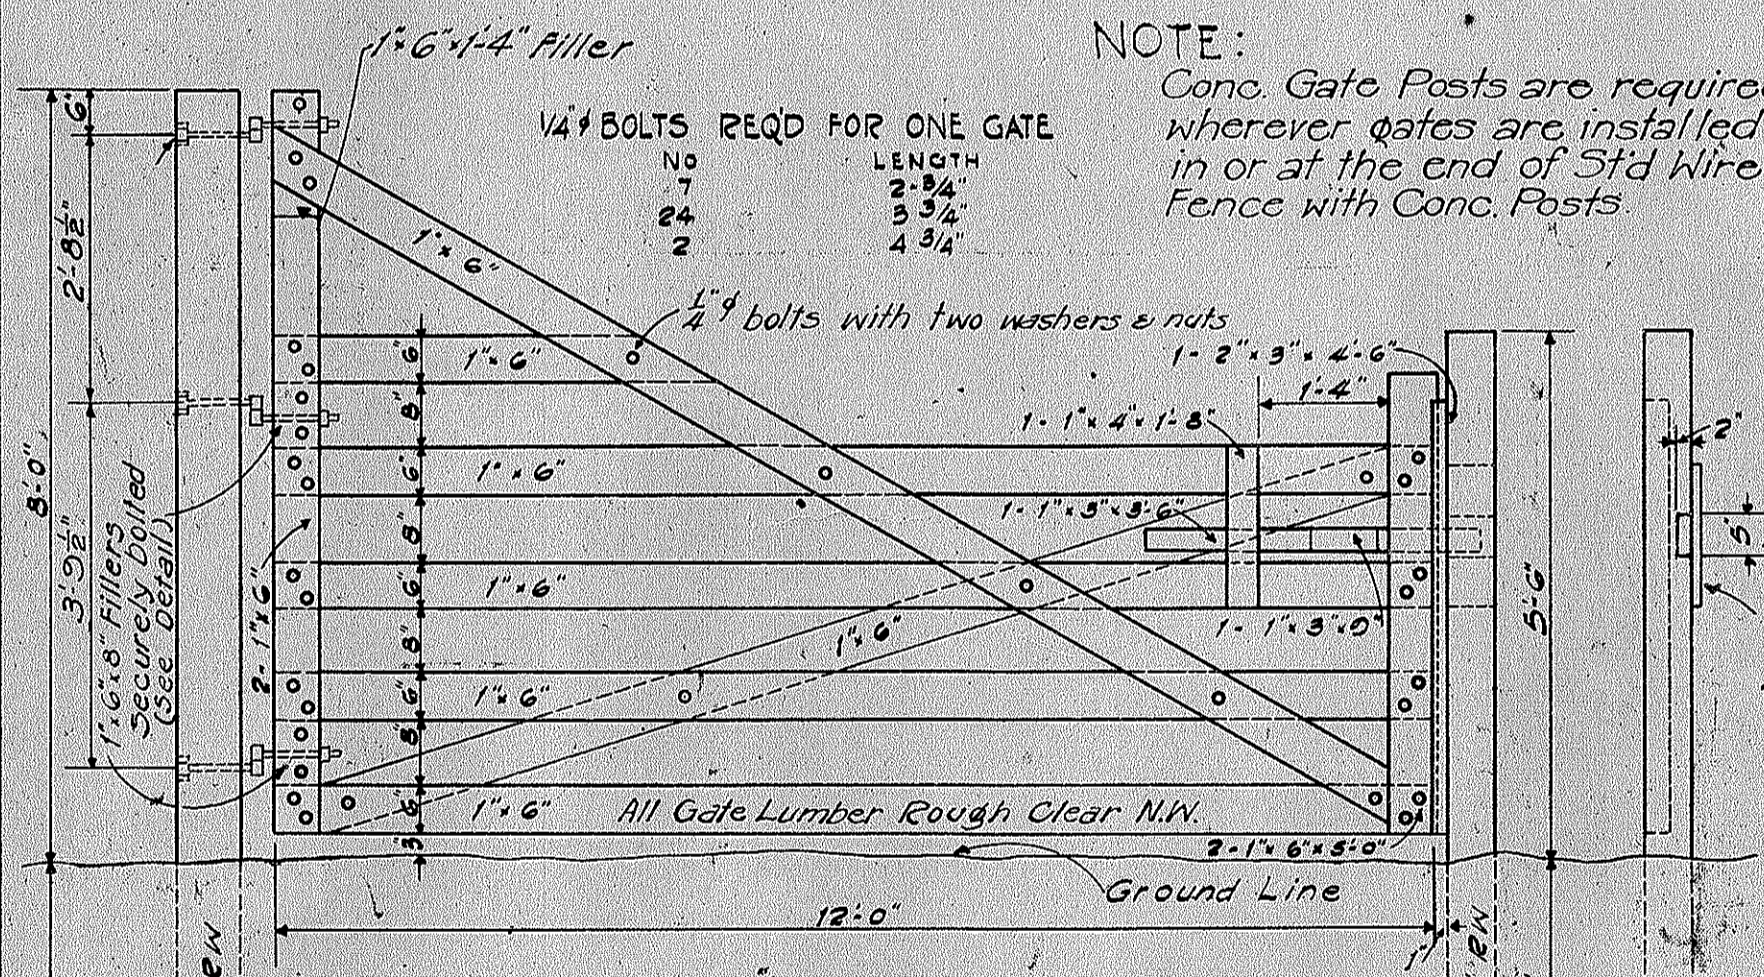 1"x6"x1'-4" Filler
NOTE:
Conc. Gate Posts are require
wherever gates are installed
in or at the end of St'd Wire
Fence with Conc. Posts.
1/4"φ BOLTS REQ'D FOR ONE GATE
NO LENGTH
7 2-3/4"
24 3 3/4"
2 4 3/4"
6"
2'-8½"
8'-0"
3'-9½"
1"x6"x8" Fillers
Securely bolted
(See Detail)
2-1"x6"
1"x6"
¼"φ bolts with two washers & nuts
6"
1"x6"
8"
6"
1"x6"
8"
6"
1"x6"
8"
1"x6"
6"
1"x6"
8"
6"
1"x6"
3"
All Gate Lumber Rough Clear N.W.
1-2"x3"x4'-6"
1'-4"
1-1"x4"x1'-8"
1-1"x3"x3'-6"
1-1"x3"x9"
2-1"x6"x5'-0"
5'-6"
2"
5"
Ground Line
12'-0"
1"